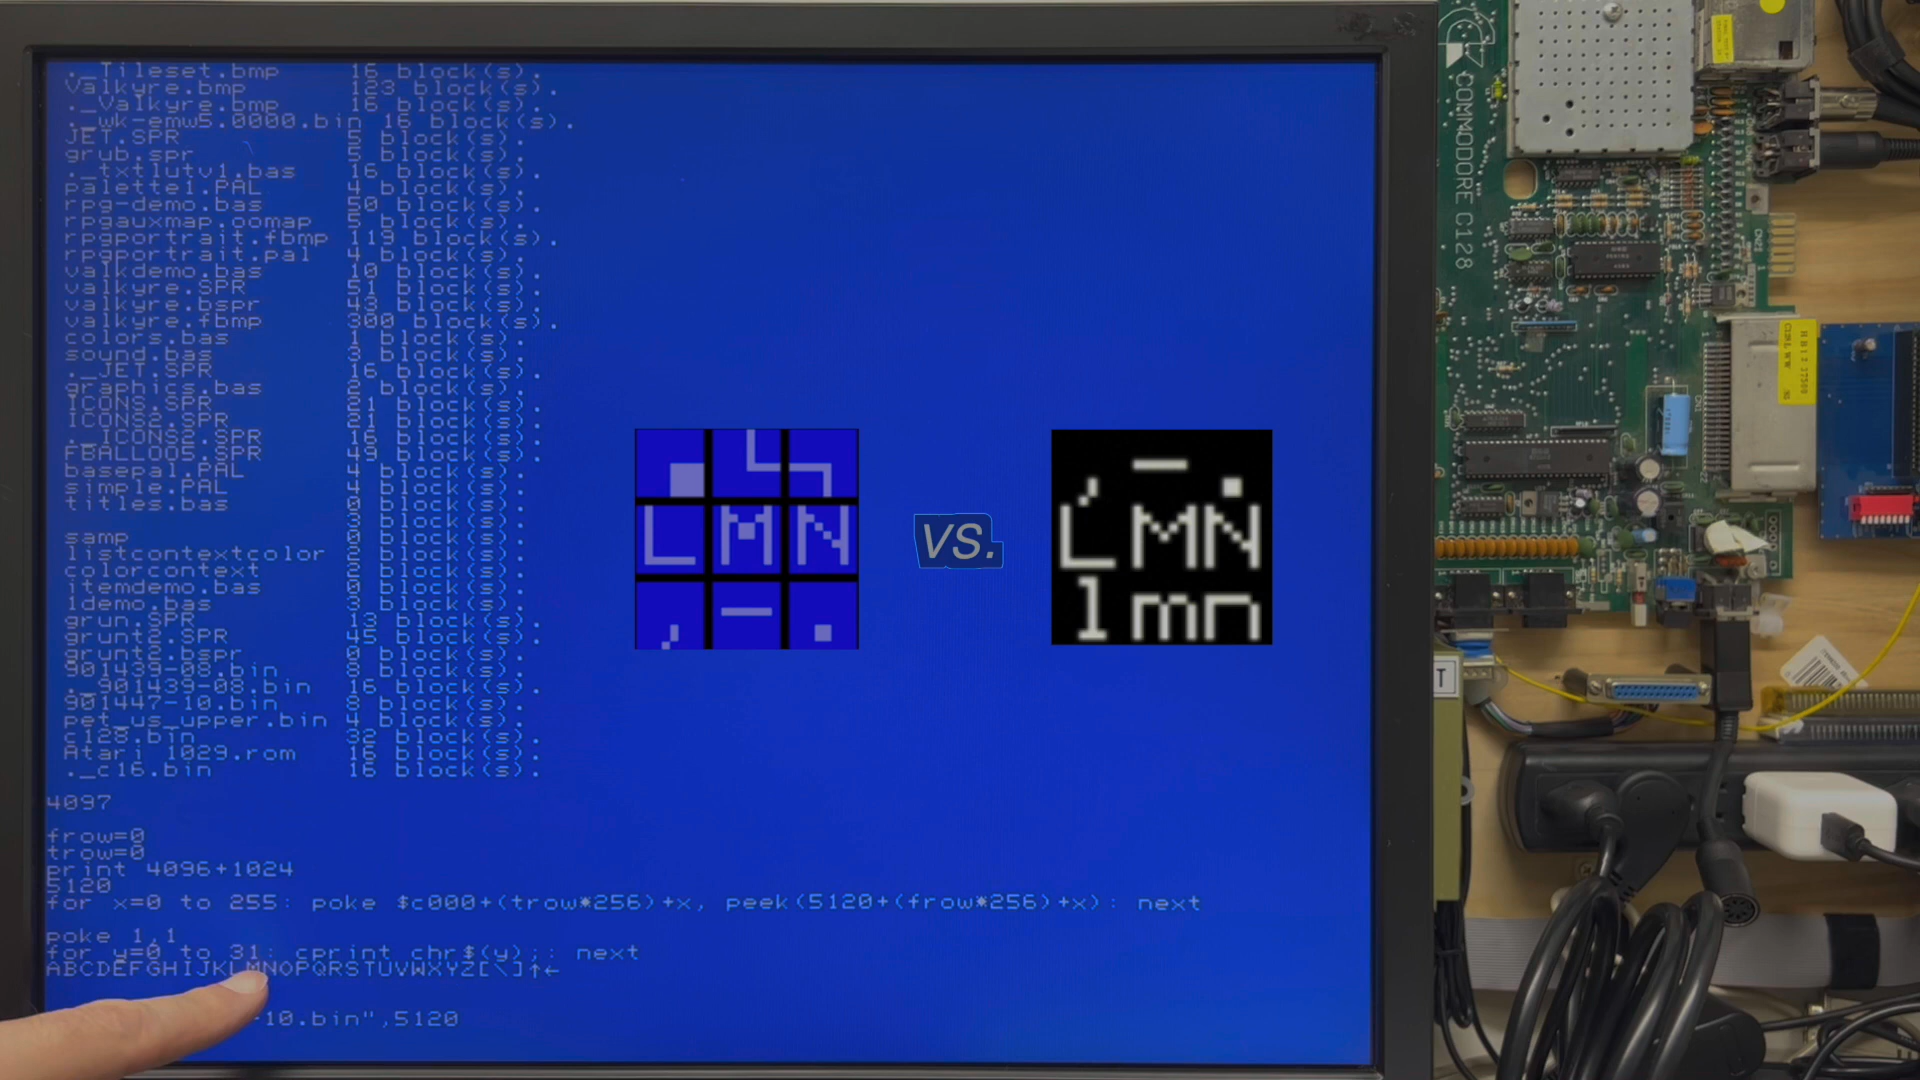 ._Tileset.bmp 16 block(s).
Valkyre.bmp 123 block(s).
._Valkyre.bmp 16 block(s).
._wk-emw5.0000.bin 16 block(s).
JET.SPR 5 block(s).
grub.spr 5 block(s).
._txtlutv1.bas 16 block(s).
palette1.PAL 4 block(s).
rpg-demo.bas 50 block(s).
rpgauxmap.oomap 5 block(s).
rpgportrait.fbmp 119 block(s).
rpgportrait.pal 4 block(s).
valkdemo.bas 10 block(s).
valkyre.SPR 51 block(s).
valkyre.bspr 43 block(s).
valkyre.fbmp 300 block(s).
colors.bas 1 block(s).
sound.bas 3 block(s).
._JET.SPR 16 block(s).
graphics.bas 2 block(s).
ICONS.SPR 21 block(s).
ICONS2.SPR 21 block(s).
._ICONS2.SPR 16 block(s).
FBALL005.SPR 49 block(s).
basepal.PAL 4 block(s).
simple.PAL 4 block(s).
titles.bas 0 block(s).
3 block(s).
samp 0 block(s).
listcontextcolor 2 block(s).
colorcontext 2 block(s).
itemdemo.bas 0 block(s).
1demo.bas 3 block(s).
grun.SPR 13 block(s).
grunt2.SPR 45 block(s).
grunt2.bspr 0 block(s).
901439-08.bin 8 block(s).
._901439-08.bin 16 block(s).
901447-10.bin 8 block(s).
pet_us_upper.bin 4 block(s).
c128.bin 32 block(s).
Atari 1029.rom 16 block(s).
._c16.bin 16 block(s).
4097
frow=0
trow=0
print 4096+1024
5120
for x=0 to 255: poke $c000+(trow*256)+x, peek(5120+(frow*256)+x): next
poke 1,1
for y=0 to 31: cprint chr$(y);: next
ABCDEFGHIJKLMNOPQRSTUVWXYZ[\]↑←
-10.bin",5120
L M N
, — .
VS.
, — .
L M N
l m n
COMMODORE C128
T